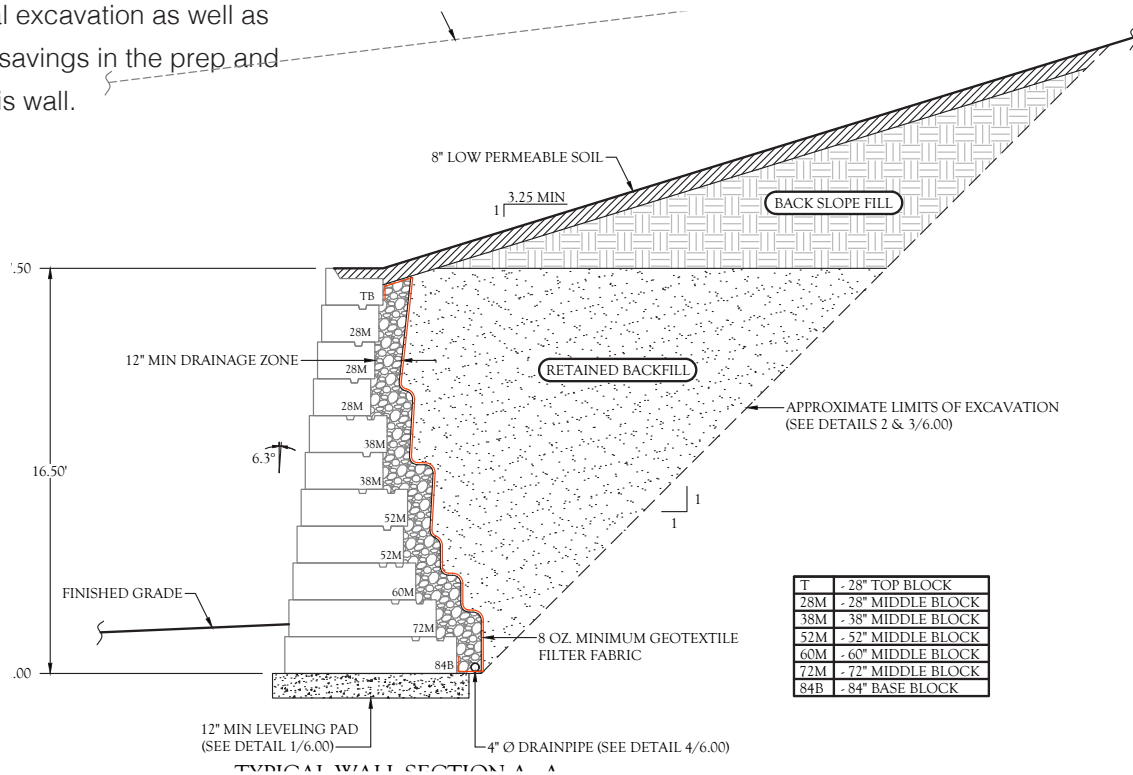 al excavation as well as
savings in the prep and
is wall.
8" LOW PERMEABLE SOIL
3.25 MIN
1
BACK SLOPE FILL
.50
TB
28M
12" MIN DRAINAGE ZONE
28M
RETAINED BACKFILL
28M
APPROXIMATE LIMITS OF EXCAVATION
(SEE DETAILS 2 & 3/6.00)
38M
6.3°
16.50'
38M
1
1
52M
52M
FINISHED GRADE
60M
72M
8 OZ. MINIMUM GEOTEXTILE
FILTER FABRIC
84B
.00
T - 28" TOP BLOCK
28M - 28" MIDDLE BLOCK
38M - 38" MIDDLE BLOCK
52M - 52" MIDDLE BLOCK
60M - 60" MIDDLE BLOCK
72M - 72" MIDDLE BLOCK
84B - 84" BASE BLOCK
12" MIN LEVELING PAD
(SEE DETAIL 1/6.00)
4" Ø DRAINPIPE (SEE DETAIL 4/6.00)
TYPICAL WALL SECTION A-A